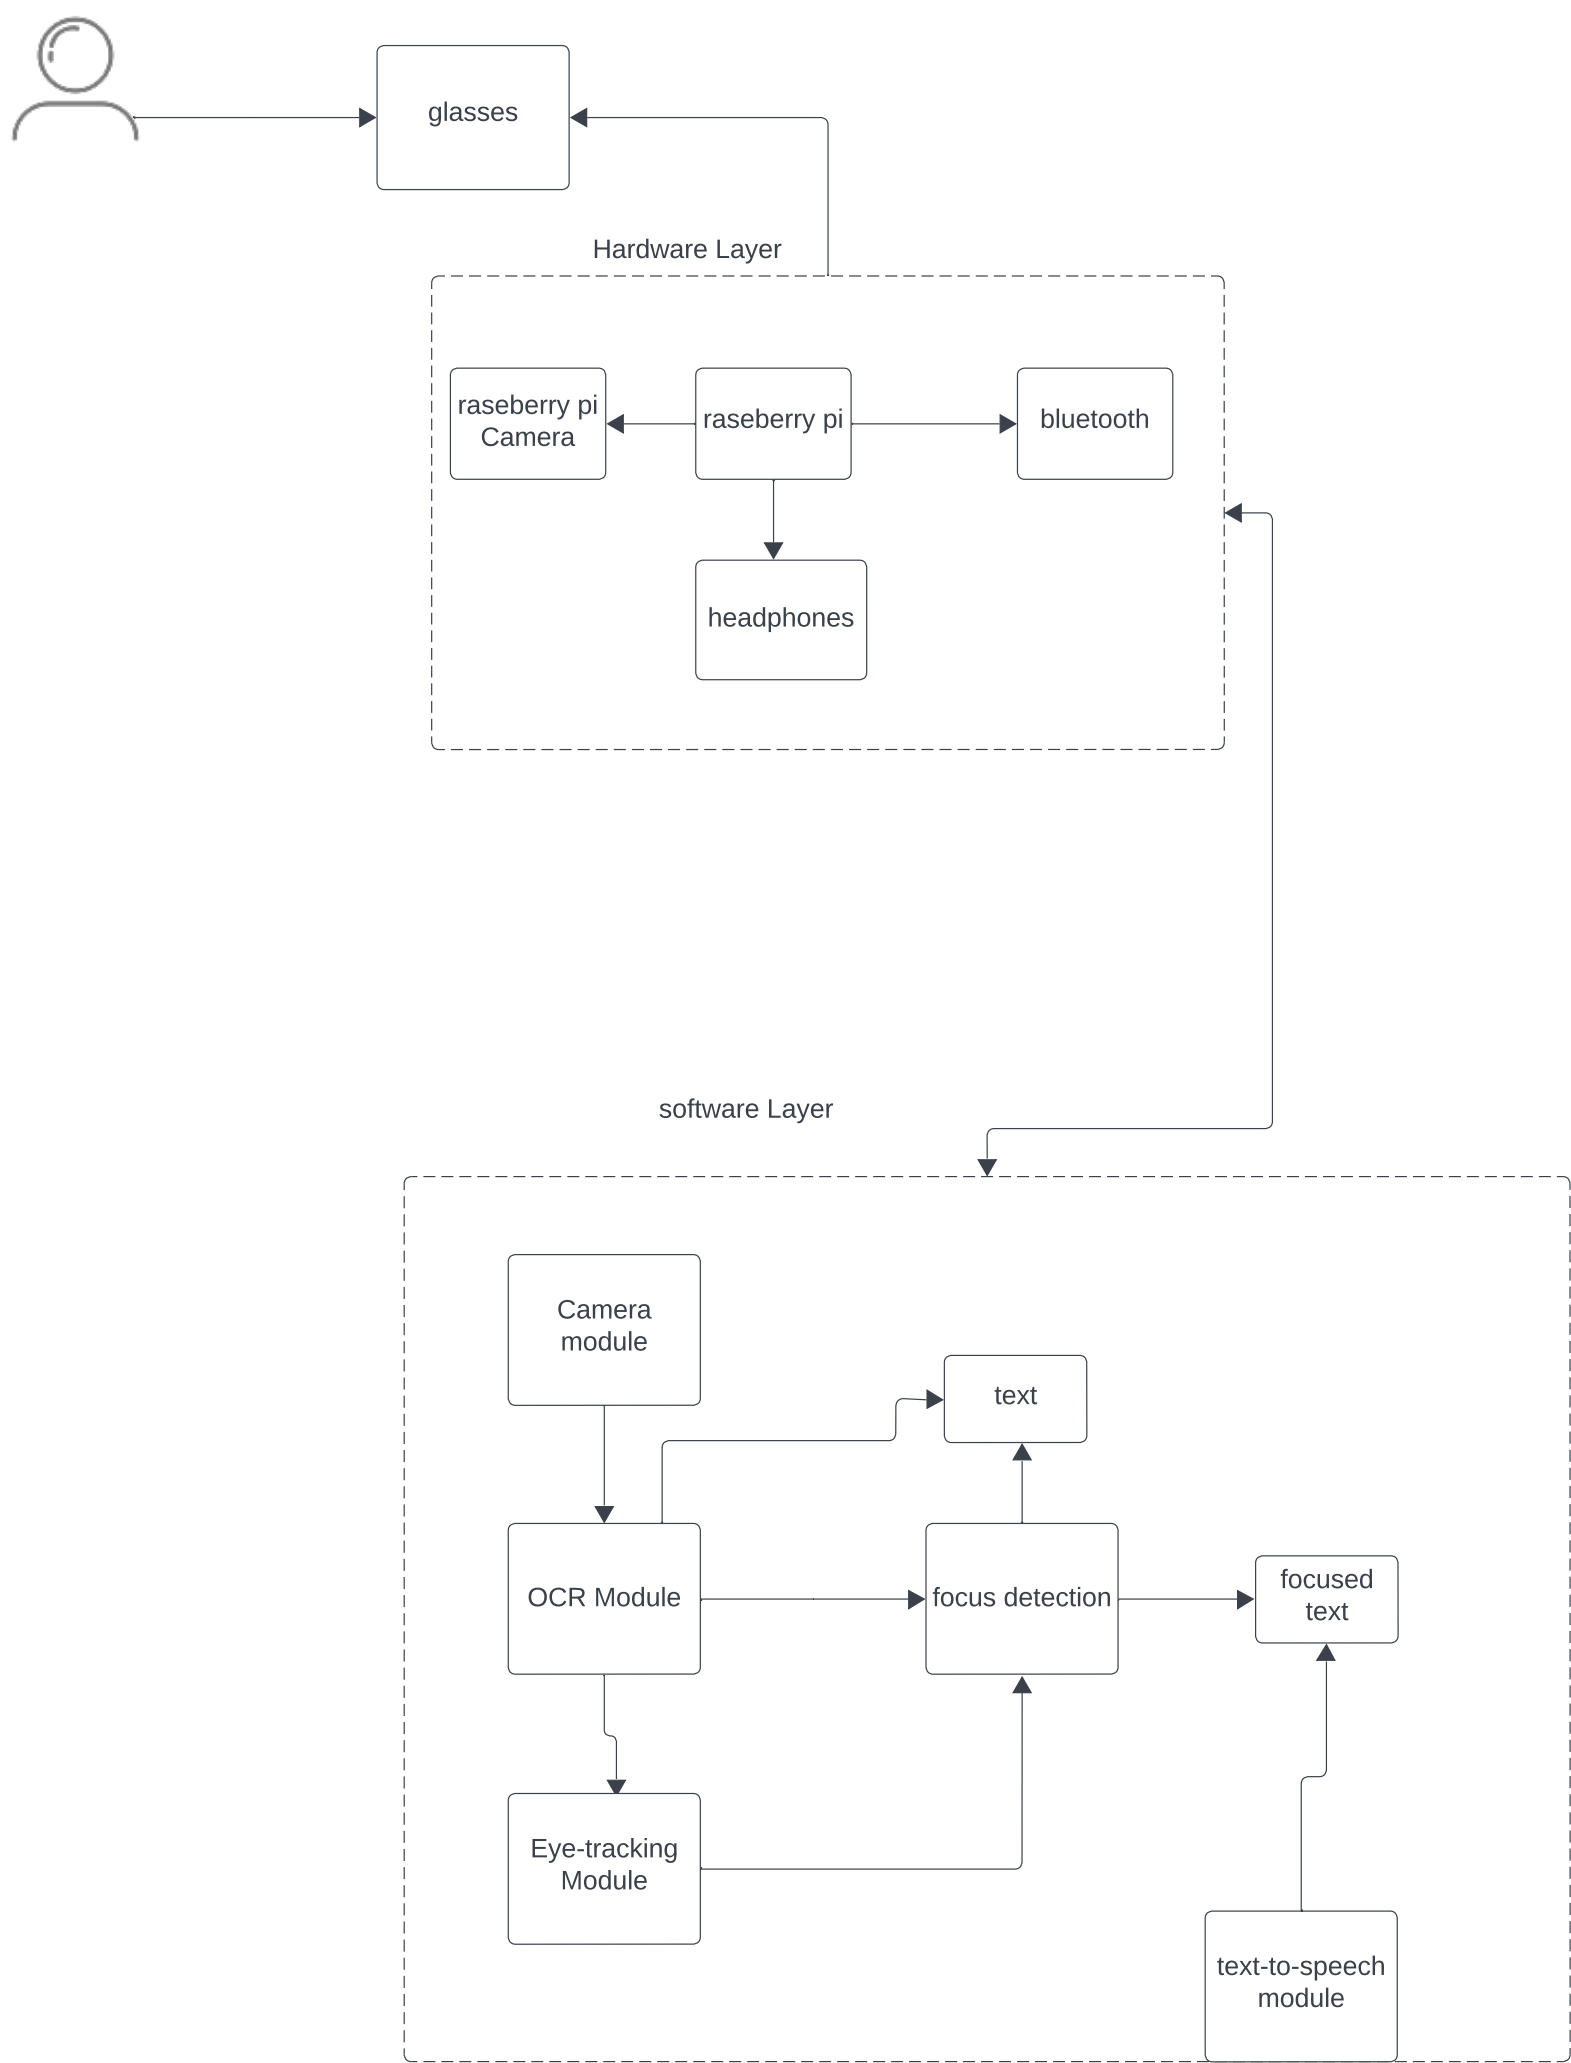 glasses
Hardware Layer
raseberry pi
Camera
raseberry pi
bluetooth
headphones
software Layer
Camera
module
text
OCR Module
focus detection
focused
text
Eye-tracking
Module
text-to-speech
module